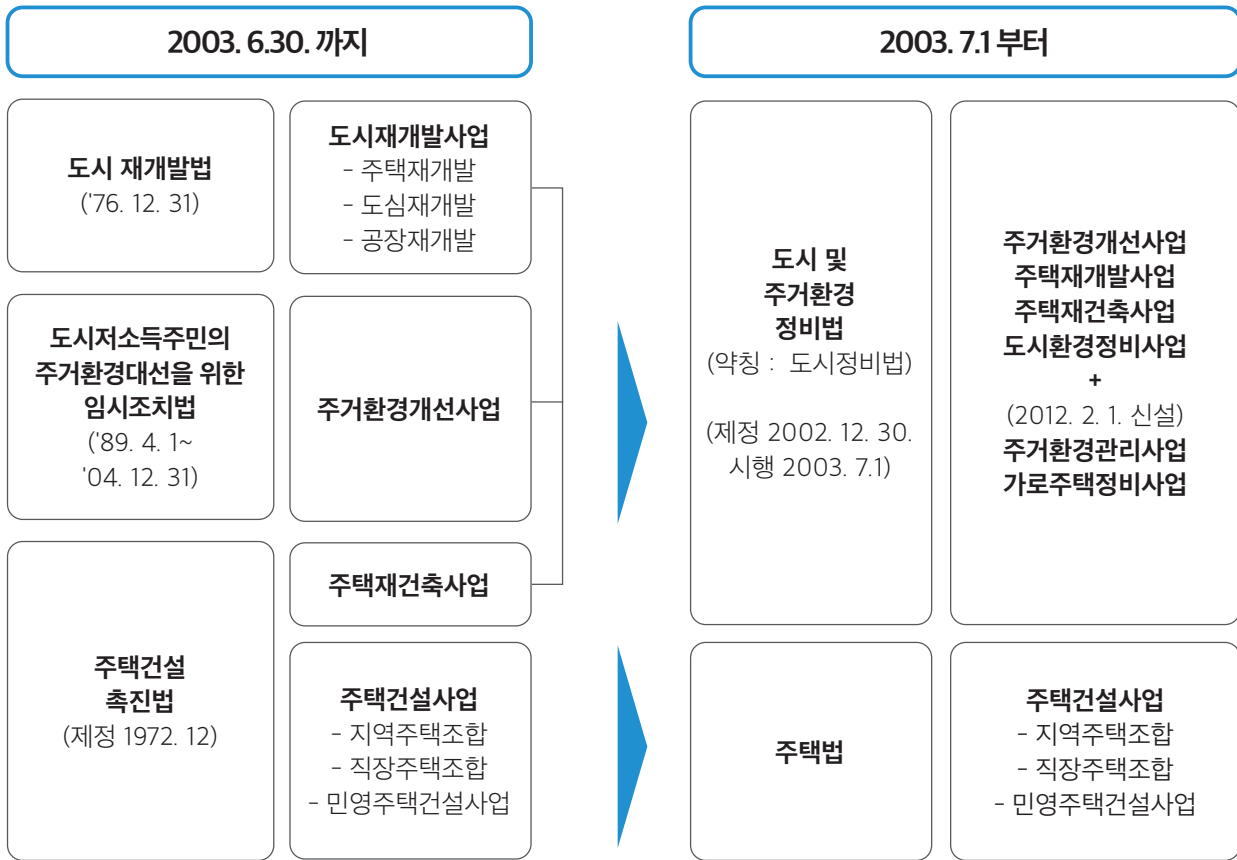 2003. 6.30. 까지
2003. 7.1 부터
도시 재개발법
('76. 12. 31)
도시재개발사업
- 주택재개발
- 도심재개발
- 공장재개발
도시저소득주민의
주거환경대선을 위한
임시조치법
('89. 4. 1~
'04. 12. 31)
주거환경개선사업
주택건설
촉진법
(제정 1972. 12)
주택재건축사업
주택건설사업
- 지역주택조합
- 직장주택조합
- 민영주택건설사업
도시 및
주거환경
정비법
(약칭 : 도시정비법)
(제정 2002. 12. 30.
시행 2003. 7.1)
주거환경개선사업
주택재개발사업
주택재건축사업
도시환경정비사업
+
(2012. 2. 1. 신설)
주거환경관리사업
가로주택정비사업
주택법
주택건설사업
- 지역주택조합
- 직장주택조합
- 민영주택건설사업